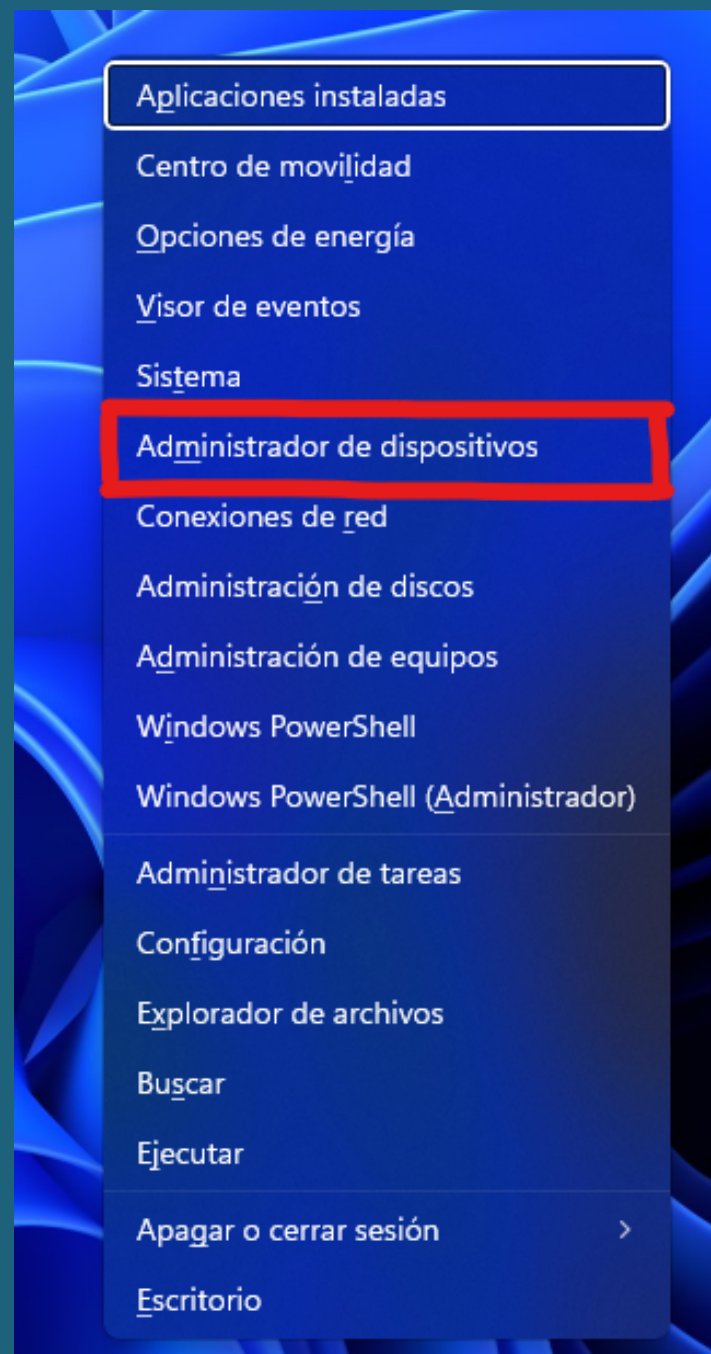 Aplicaciones instaladas
Centro de movilidad
Opciones de energía
Visor de eventos
Sistema
Administrador de dispositivos
Conexiones de red
Administración de discos
Administración de equipos
Windows PowerShell
Windows PowerShell (Administrador)
Administrador de tareas
Configuración
Explorador de archivos
Buscar
Ejecutar
Apagar o cerrar sesión
Escritorio